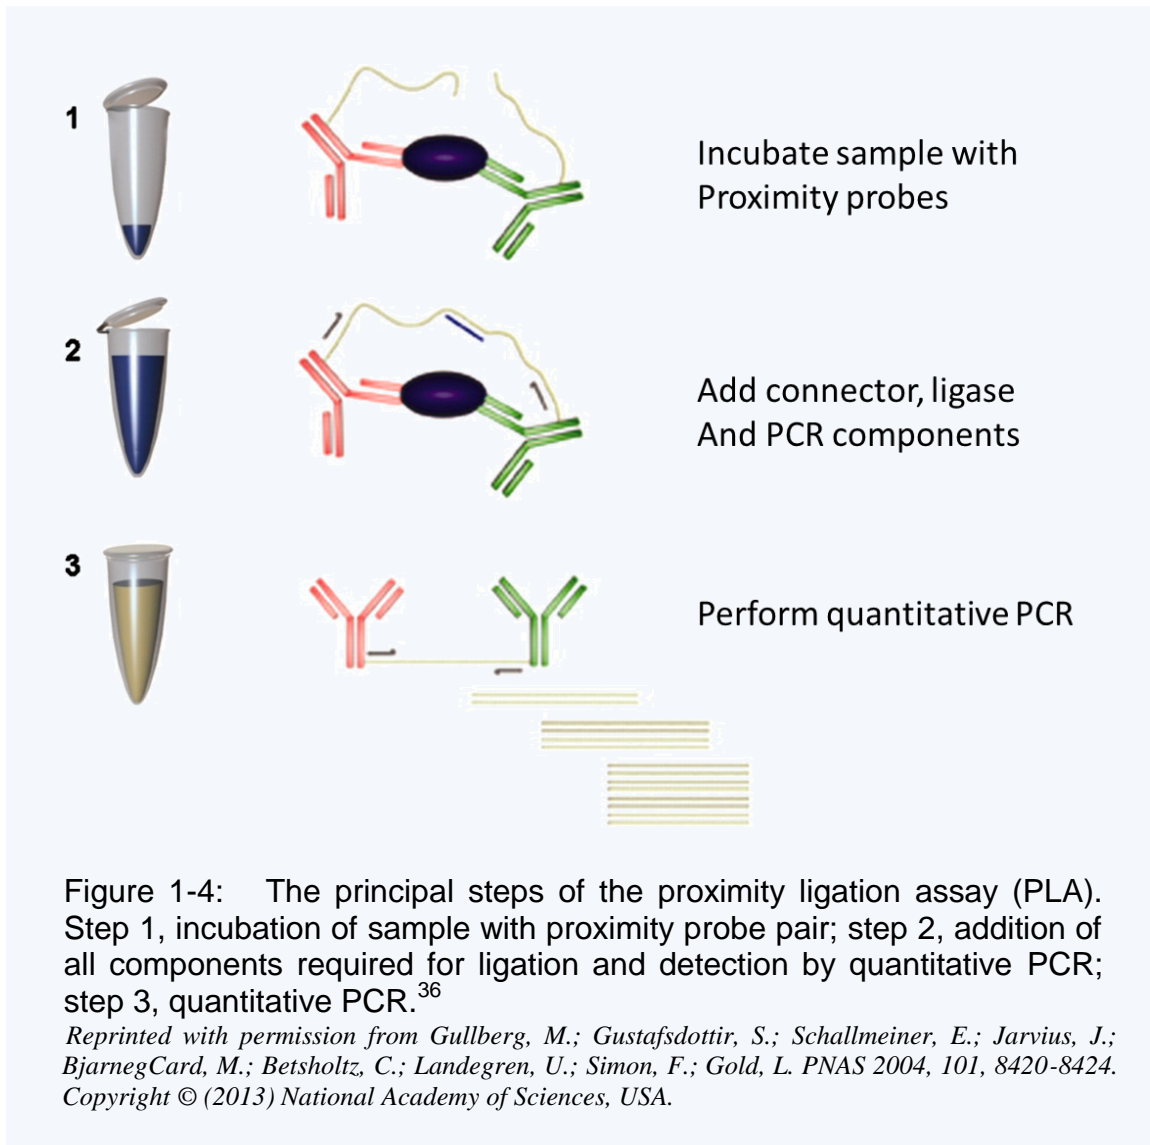 1
Incubate sample with
Proximity probes
2
Add connector, ligase
And PCR components
3
Perform quantitative PCR
Figure 1-4: The principal steps of the proximity ligation assay (PLA).
Step 1, incubation of sample with proximity probe pair; step 2, addition of
all components required for ligation and detection by quantitative PCR;
step 3, quantitative PCR.36
Reprinted with permission from Gullberg, M.; Gustafsdottir, S.; Schallmeiner, E.; Jarvius, J.;
BjarnegCard, M.; Betsholtz, C.; Landegren, U.; Simon, F.; Gold, L. PNAS 2004, 101, 8420-8424.
Copyright © (2013) National Academy of Sciences, USA.